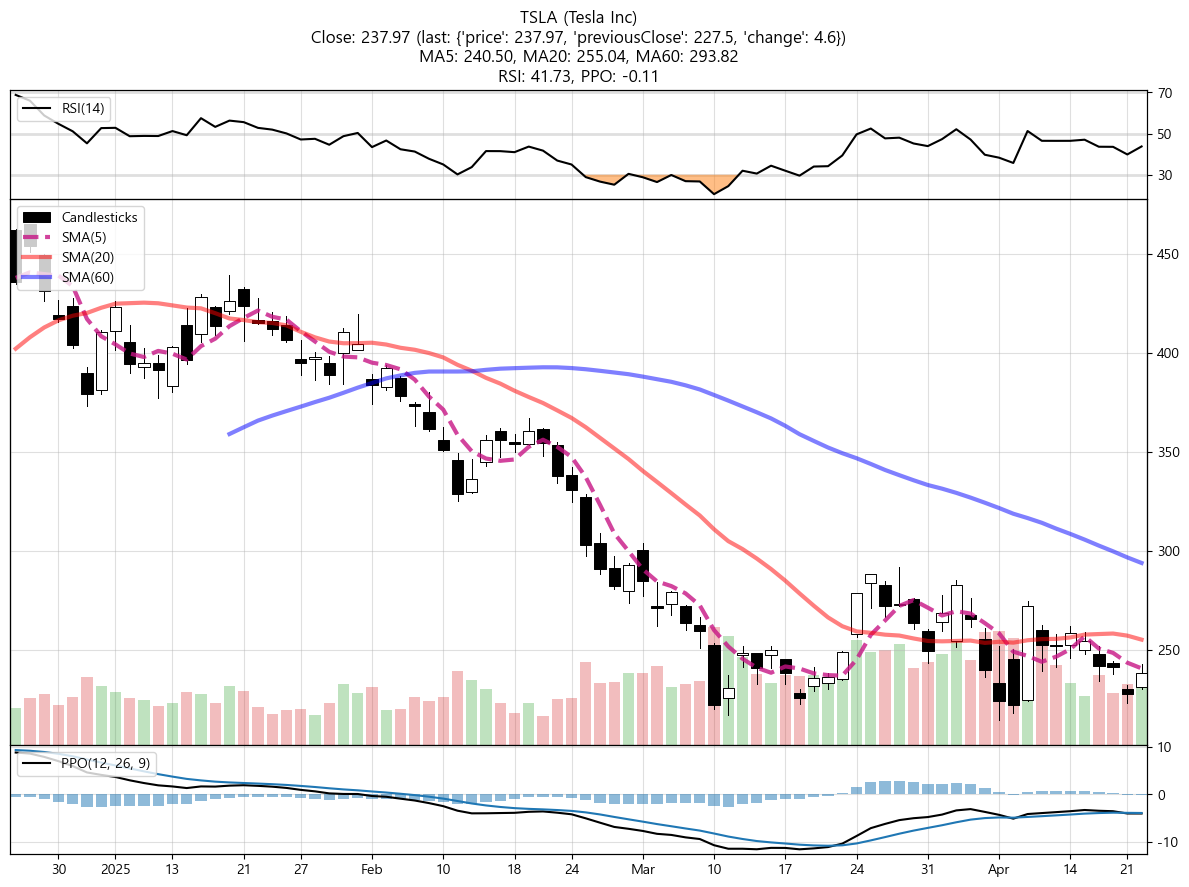 TSLA (Tesla Inc)
Close: 237.97 (last: {'price': 237.97, 'previousClose': 227.5, 'change': 4.6})
MA5: 240.50, MA20: 255.04, MA60: 293.82
RSI: 41.73, PPO: -0.11
RSI(14)
70
50
30
Candlesticks
SMA(5)
SMA(20)
SMA(60)
450
400
350
300
250
PPO(12, 26, 9)
10
0
-10
30 2025 13 21 27 Feb 10 18 24 Mar 10 17 24 31 Apr 14 21